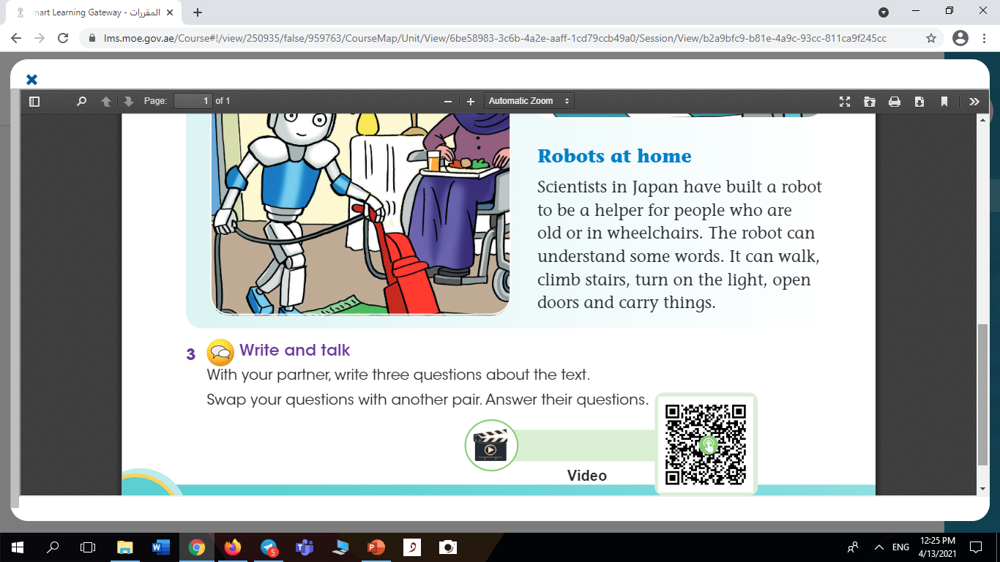 mart Learning Gateway - المقررات
lms.moe.gov.ae/Course#!/view/250935/false/959763/CourseMap/Unit/View/6be58983-3c6b-4a2e-aaff-1cd79ccb49a0/Session/View/b2a9bfc9-b81e-4a9c-93cc-811ca9f245cc
Page: 1 of 1
Automatic Zoom
Robots at home
Scientists in Japan have built a robot
to be a helper for people who are
old or in wheelchairs. The robot can
understand some words. It can walk,
climb stairs, turn on the light, open
doors and carry things.
3 Write and talk
With your partner, write three questions about the text.
Swap your questions with another pair. Answer their questions.
Video
5
ENG
12:25 PM
4/13/2021